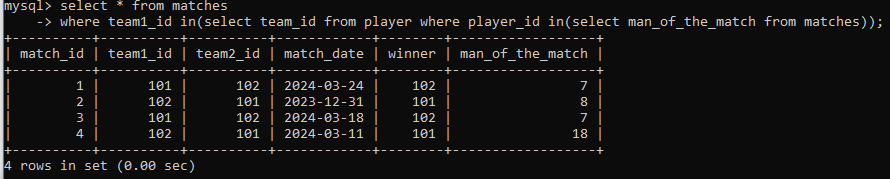 mysql> select * from matches
    -> where team1_id in(select team_id from player where player_id in(select man_of_the_match from matches));
+----------+----------+----------+------------+--------+------------------+
| match_id | team1_id | team2_id | match_date | winner | man_of_the_match |
+----------+----------+----------+------------+--------+------------------+
|        1 |      101 |      102 | 2024-03-24 |    102 |                7 |
|        2 |      102 |      101 | 2023-12-31 |    101 |                8 |
|        3 |      101 |      102 | 2024-03-18 |    102 |                7 |
|        4 |      102 |      101 | 2024-03-11 |    101 |               18 |
+----------+----------+----------+------------+--------+------------------+
4 rows in set (0.00 sec)